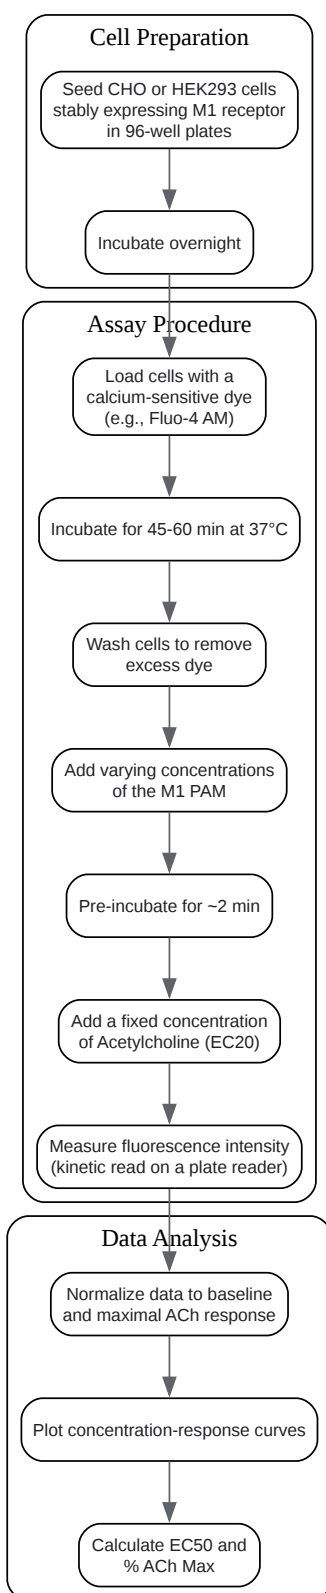 Cell Preparation
Seed CHO or HEK293 cells
stably expressing M1 receptor
in 96-well plates
Incubate overnight
Assay Procedure
Load cells with a
calcium-sensitive dye
(e.g., Fluo-4 AM)
Incubate for 45-60 min at 37°C
Wash cells to remove
excess dye
Add varying concentrations
of the M1 PAM
Pre-incubate for ~2 min
Add a fixed concentration
of Acetylcholine (EC20)
Measure fluorescence intensity
(kinetic read on a plate reader)
Data Analysis
Normalize data to baseline
and maximal ACh response
Plot concentration-response curves
Calculate EC50 and
% ACh Max